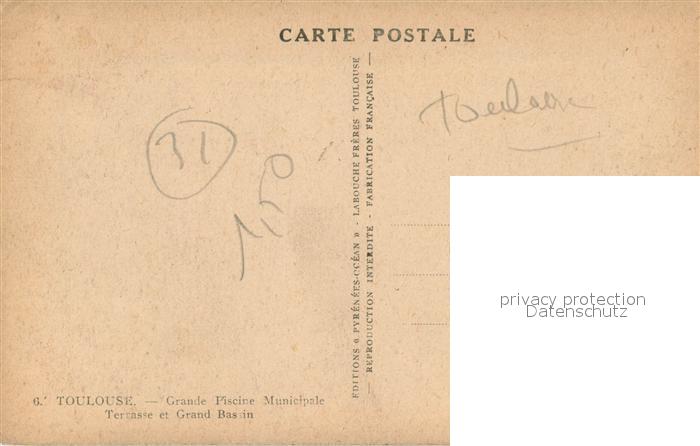 CARTE POSTALE
31
Toulouse
EDITIONS « PYRÉNÉES-OCÉAN » - LABOUCHE FRÈRES TOULOUSE
— REPRODUCTION INTERDITE - FABRICATION FRANÇAISE —
privacy protection
Datenschutz
6.' TOULOUSE. — Grande Piscine Municipale
Terrasse et Grand Bassin